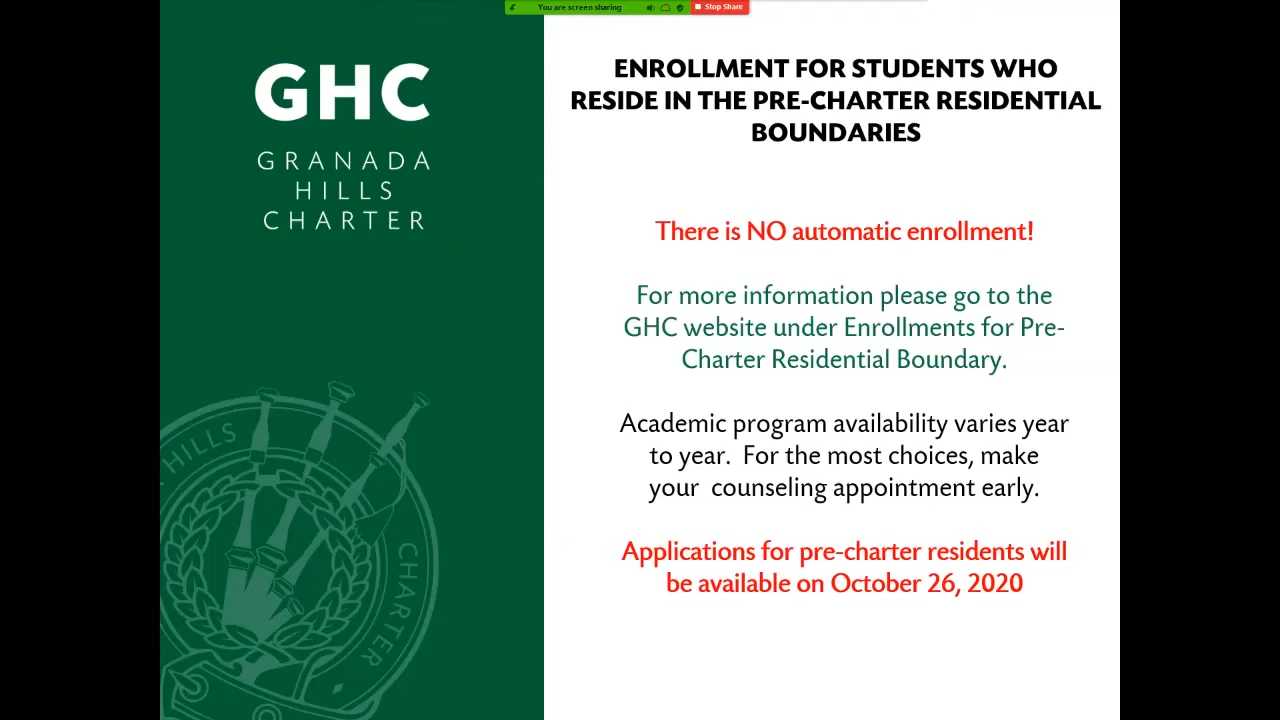 You are screen sharing
Stop Share
GHC
GRANADA
HILLS
CHARTER
HILLS
CHARTER
ENROLLMENT FOR STUDENTS WHO
RESIDE IN THE PRE-CHARTER RESIDENTIAL
BOUNDARIES
There is NO automatic enrollment!
For more information please go to the
GHC website under Enrollments for Pre-
Charter Residential Boundary.
Academic program availability varies year
to year.  For the most choices, make
your  counseling appointment early.
Applications for pre-charter residents will
be available on October 26, 2020